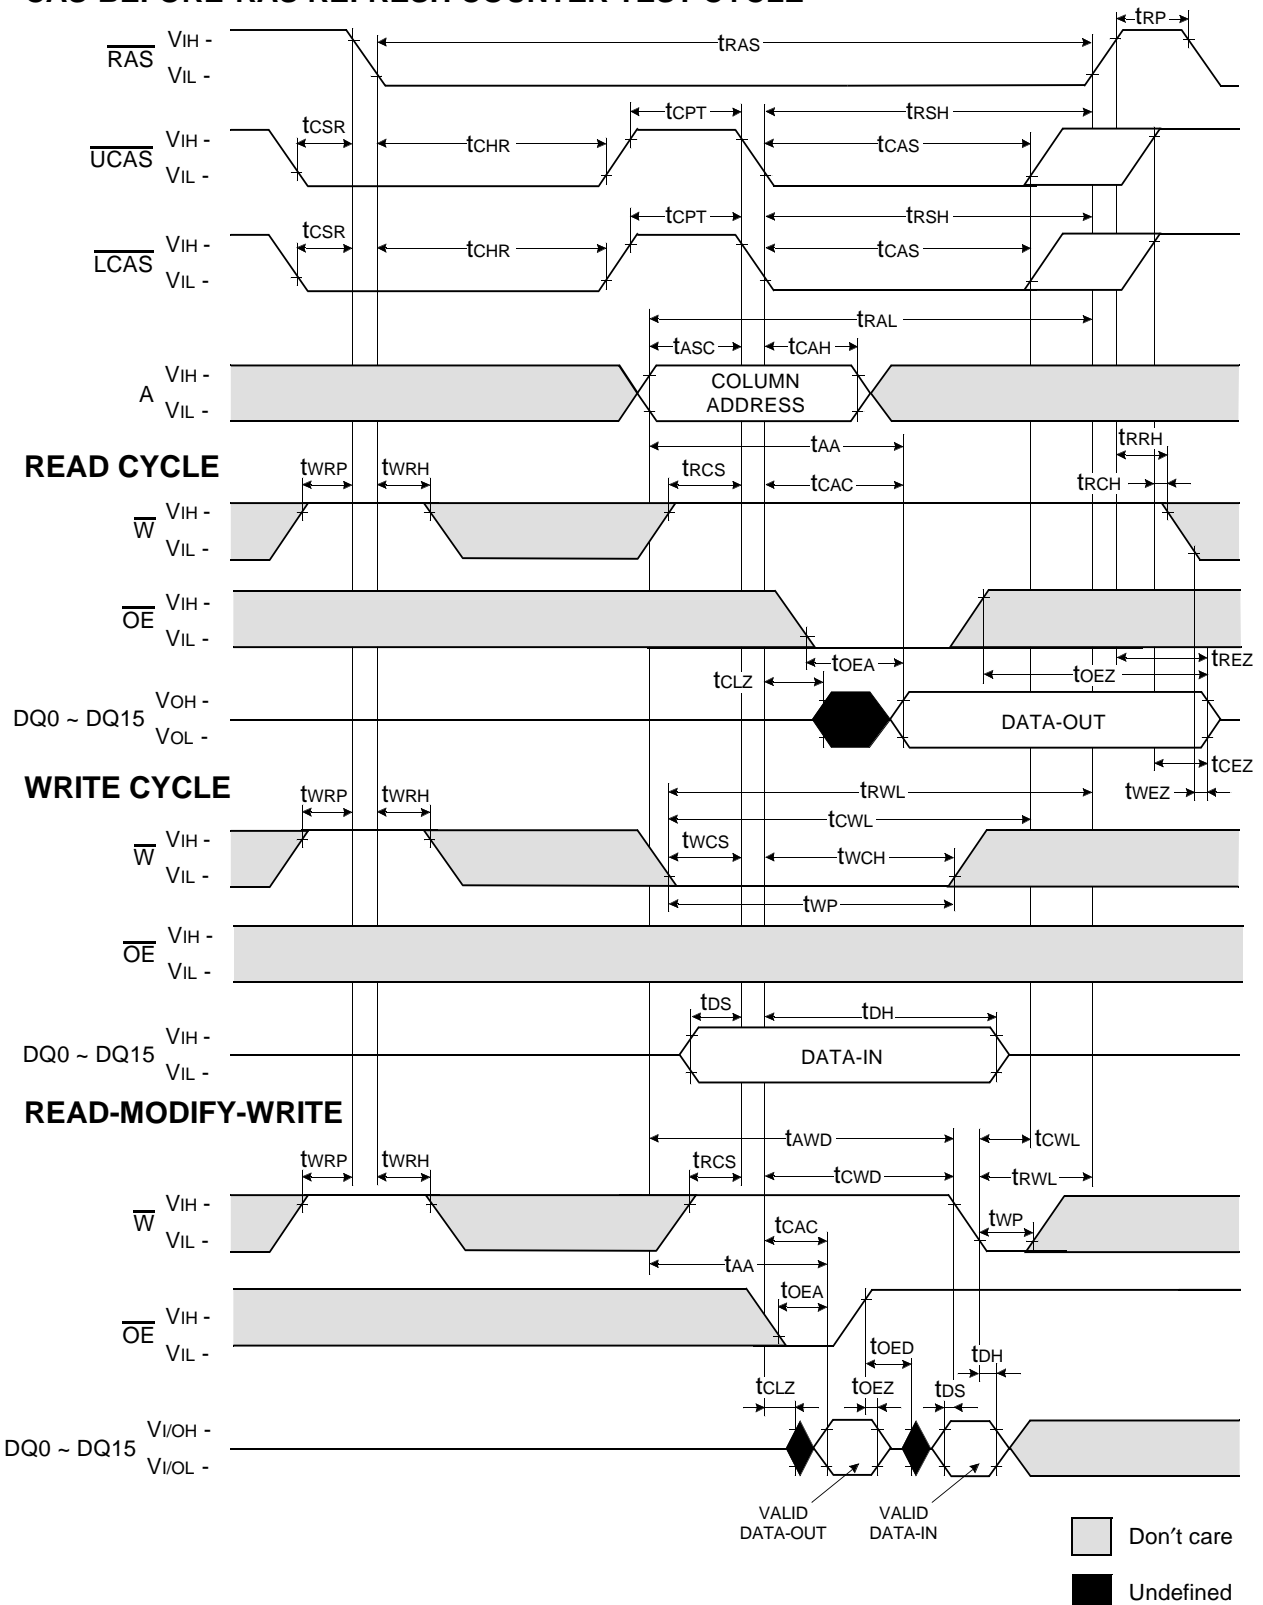 CAS-BEFORE-RAS REFRESH COUNTER TEST CYCLE
RAS VIH - VIL -
tRAS tRP
UCAS VIH - VIL -
tCSR tCHR tCPT tRSH tCAS
LCAS VIH - VIL -
tCSR tCHR tCPT tRSH tCAS
tRAL
tASC tCAH
A VIH - VIL -
COLUMN
ADDRESS
READ CYCLE
tAA tRRH
tWRP tWRH tRCS tCAC tRCH
W VIH - VIL -
OE VIH - VIL -
tOEA tREZ
tCLZ tOEZ
DQ0 ~ DQ15 VOH - VOL -
DATA-OUT
tCEZ
WRITE CYCLE
tWRP tWRH tRWL tWEZ
tCWL
W VIH - VIL -
tWCS tWCH
tWP
OE VIH - VIL -
tDS tDH
DQ0 ~ DQ15 VIH - VIL -
DATA-IN
READ-MODIFY-WRITE
tAWD tCWL
tWRP tWRH tRCS tCWD tRWL
W VIH - VIL -
tCAC tWP
tAA
OE VIH - VIL -
tOEA
tOED tDH
tCLZ tOEZ tDS
DQ0 ~ DQ15 VI/OH - VI/OL -
VALID
DATA-OUT
VALID
DATA-IN
Don′t care
Undefined